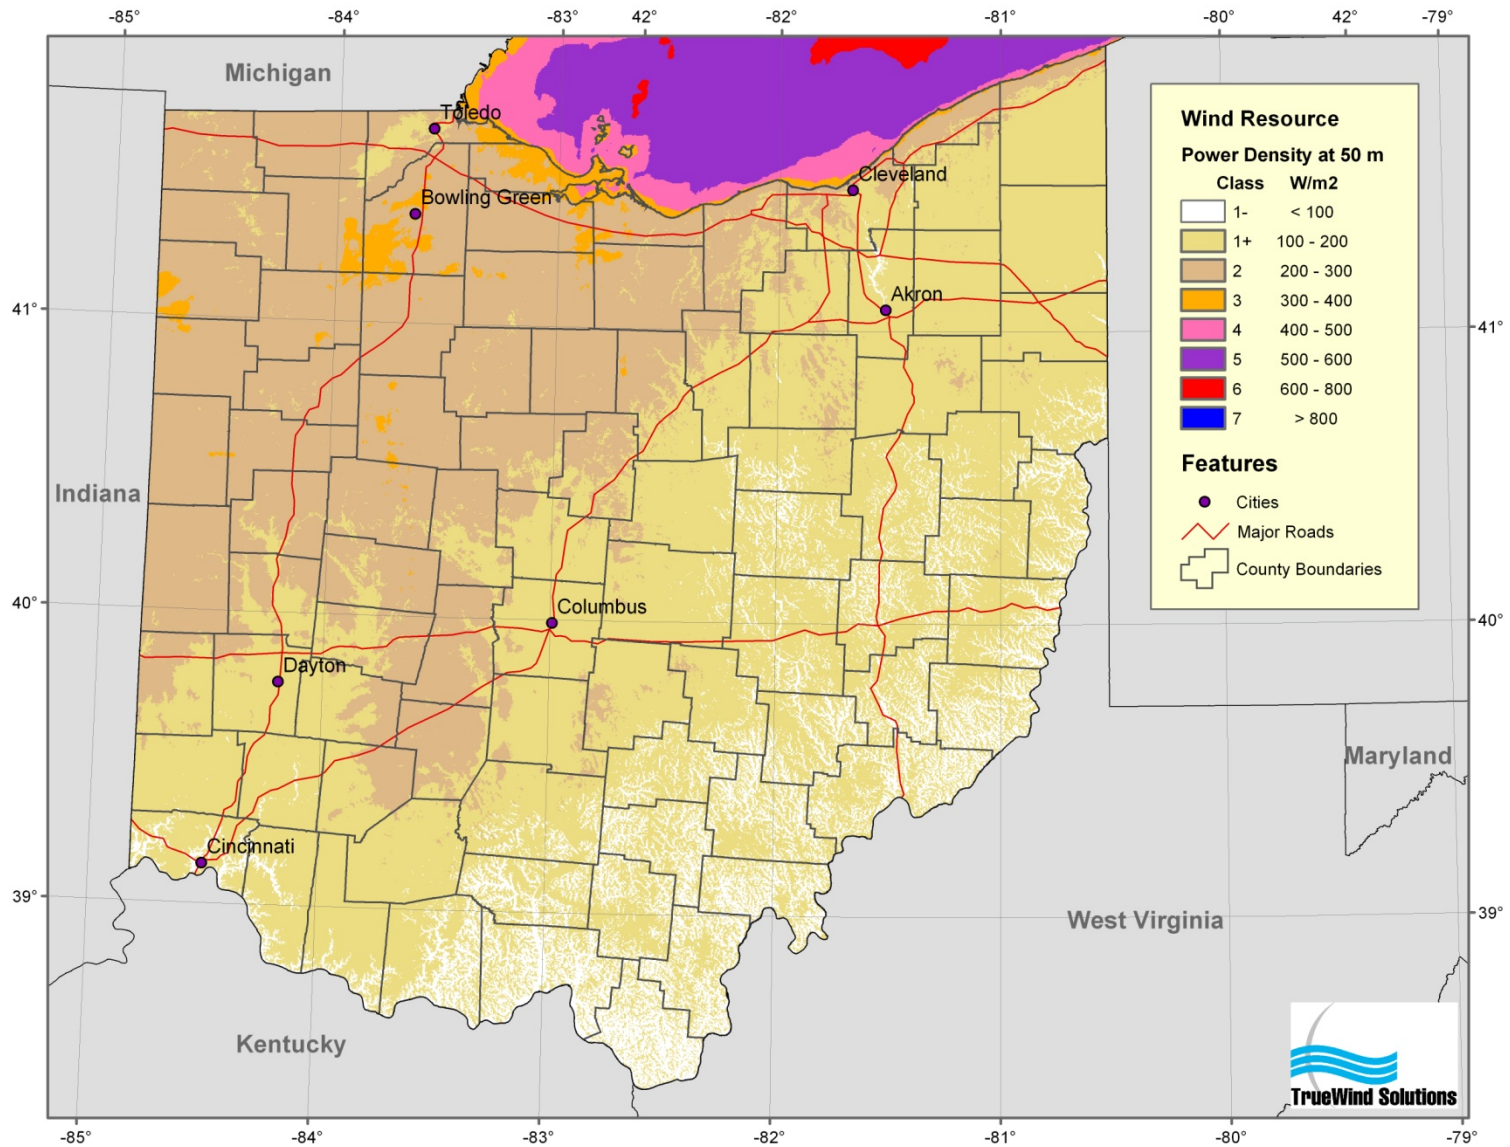 -85° -84° -83° 42° -82° -81° -80° 42° -79°
Michigan
Toledo
Bowling Green
Cleveland
Akron
41°
41°
Indiana
Columbus
40°
40°
Dayton
Maryland
Cincinnati
39°
39°
West Virginia
Kentucky
Wind Resource
Power Density at 50 m
Class W/m2
1- < 100
1+ 100 - 200
2 200 - 300
3 300 - 400
4 400 - 500
5 500 - 600
6 600 - 800
7 > 800
Features
Cities
Major Roads
County Boundaries
TrueWind Solutions
-85° -84° -83° -82° -81° -80° -79°